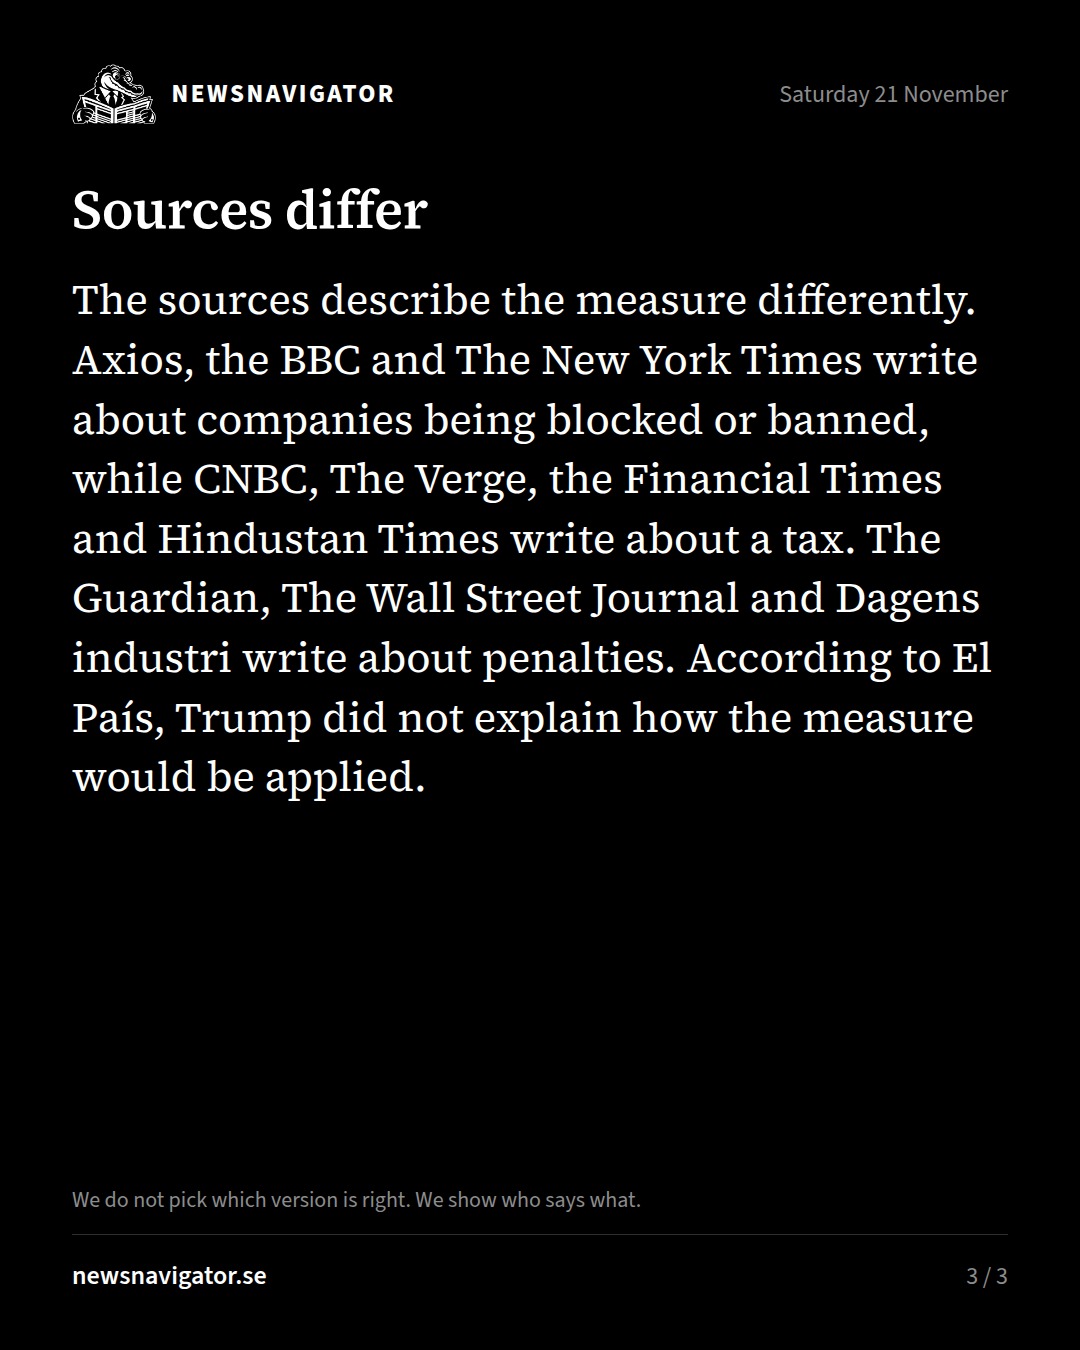 NEWSNAVIGATOR
Saturday 21 November
Sources differ
The sources describe the measure differently.
Axios, the BBC and The New York Times write
about companies being blocked or banned,
while CNBC, The Verge, the Financial Times
and Hindustan Times write about a tax. The
Guardian, The Wall Street Journal and Dagens
industri write about penalties. According to El
País, Trump did not explain how the measure
would be applied.
We do not pick which version is right. We show who says what.
newsnavigator.se
3 / 3